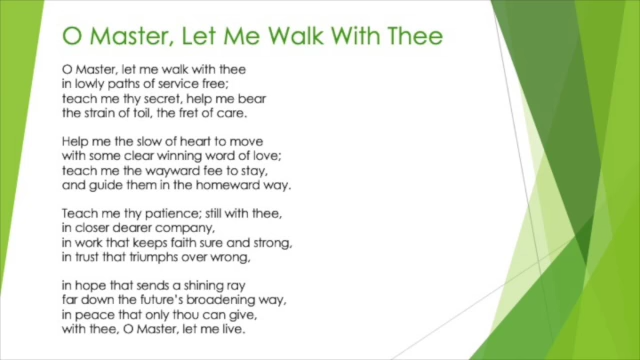 O Master, Let Me Walk With Thee
O Master, let me walk with thee
in lowly paths of service free;
teach me thy secret, help me bear
the strain of toil, the fret of care.
Help me the slow of heart to move
with some clear winning word of love;
teach me the wayward fee to stay,
and guide them in the homeward way.
Teach me thy patience; still with thee,
in closer dearer company,
in work that keeps faith sure and strong,
in trust that triumphs over wrong,
in hope that sends a shining ray
far down the future's broadening way,
in peace that only thou can give,
with thee, O Master, let me live.